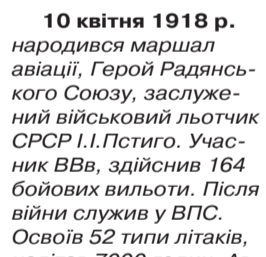 10 квітня 1918 р.
народився маршал
авіації, Герой Радянсь-
кого Союзу, заслуже-
ний військовий льотчик
СРСР І.І.Пстиго. Учас-
ник ВВв, здійснив 164
бойових вильоти. Після
війни служив у ВПС.
Освоїв 52 типи літаків,